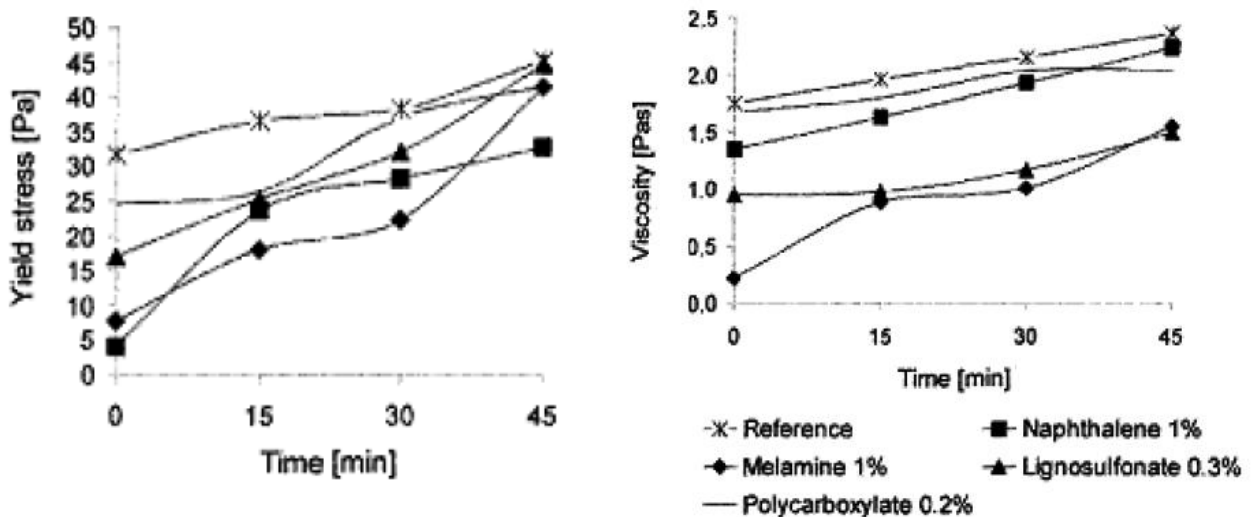 Yield stress [Pa]
50
45
40
35
30
25
20
15
10
5
0
0 15 30 45
Time [min]
Viscosity [Pas]
2.5
2.0
1.5
1.0
0.5
0.0
0 15 30 45
Time [min]
Reference
Naphthalene 1%
Melamine 1%
Lignosulfonate 0.3%
Polycarboxylate 0.2%